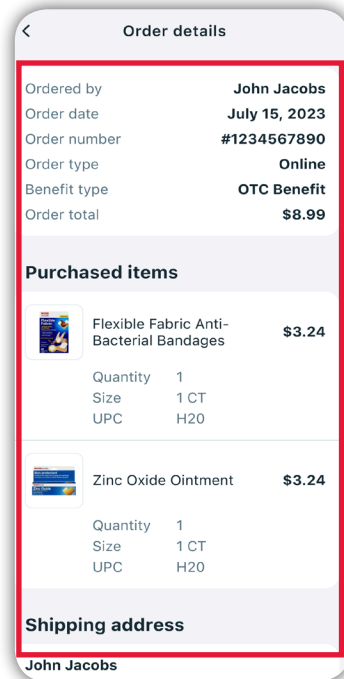 Order details
Ordered by John Jacobs
Order date July 15, 2023
Order number #1234567890
Order type Online
Benefit type OTC Benefit
Order total $8.99
Purchased items
Flexible Fabric Anti-
Bacterial Bandages $3.24
Quantity 1
Size 1 CT
UPC H20
Zinc Oxide Ointment $3.24
Quantity 1
Size 1 CT
UPC H20
Shipping address
John Jacobs